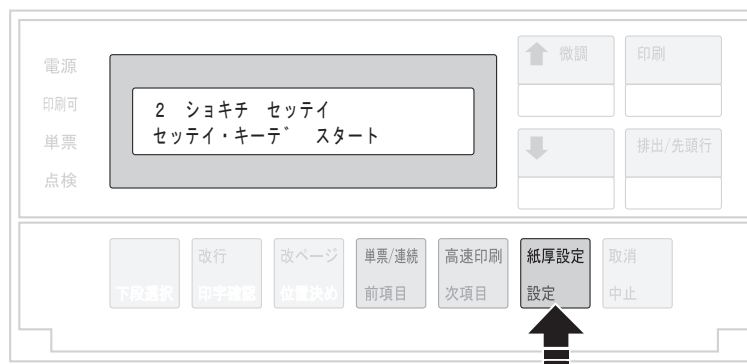 電源
印刷可
単票
点検
2 ショキチ セッテイ
セッテイ・キーデ゛ スタート
微調
印刷
排出/先頭行
下段選択
改行
印字確認
改ページ
位置決め
単票/連続
前項目
高速印刷
次項目
紙厚設定
設定
取消
中止